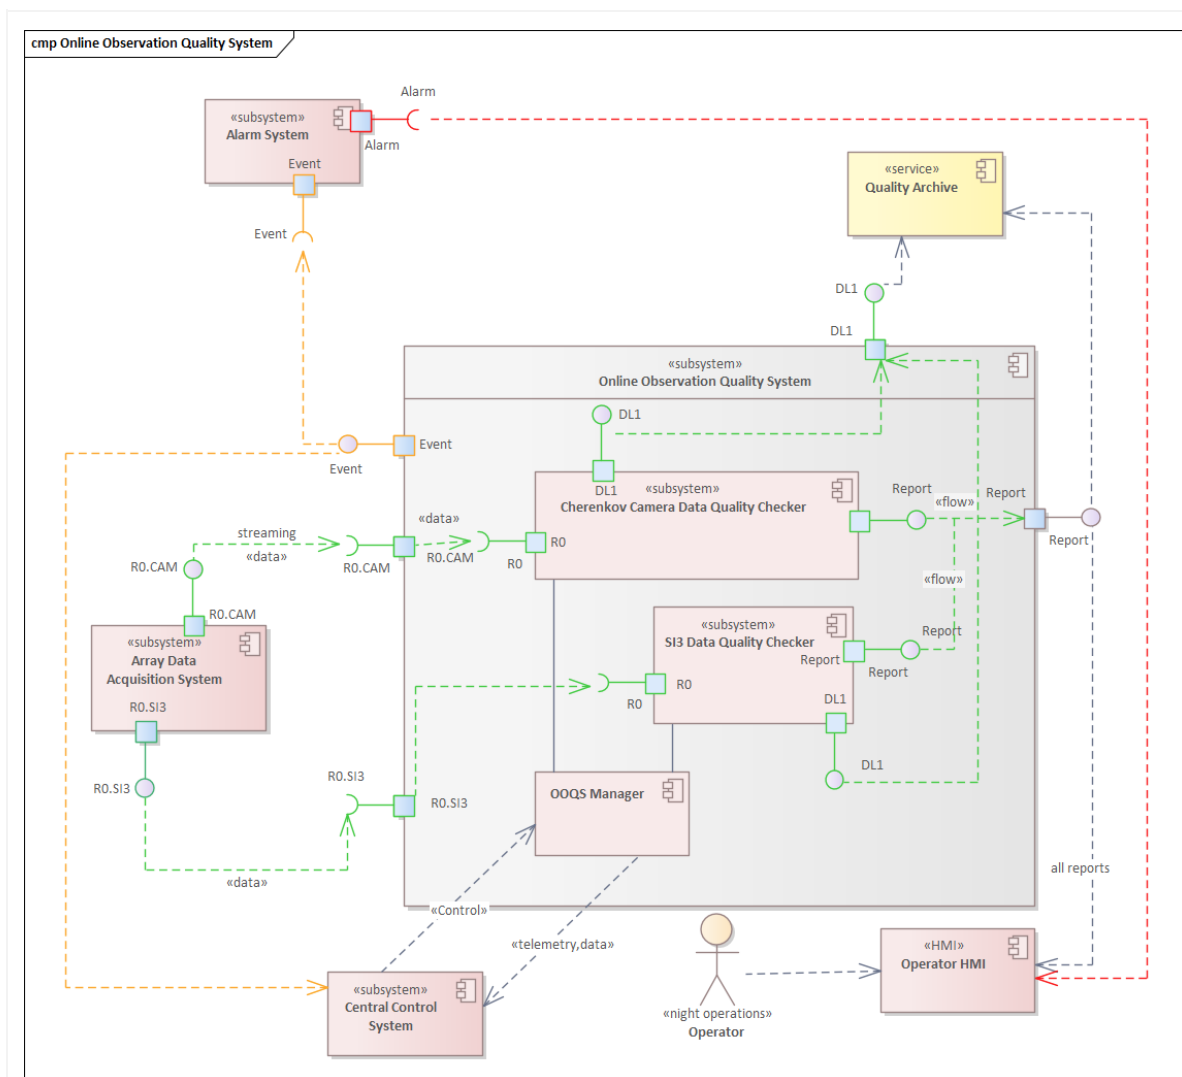 cmp Online Observation Quality System
Alarm
«subsystem»
Alarm System
Alarm
Event
Event
«service»
Quality Archive
DL1
DL1
«subsystem»
Online Observation Quality System
DL1
Event
Event
DL1
«subsystem»
Cherenkov Camera Data Quality Checker
Report
«flow»
Report
Report
streaming
«data»
R0.CAM
«data»
R0.CAM
R0
R0
R0.CAM
R0.CAM
«flow»
«subsystem»
Array Data
Acquisition System
R0.SI3
«subsystem»
SI3 Data Quality Checker
Report
Report
Report
R0
R0
DL1
DL1
R0.SI3
R0.SI3
R0.SI3
«data»
OOQS Manager
all reports
«Control»
«telemetry,data»
«subsystem»
Central Control
System
«night operations»
Operator
«HMI»
Operator HMI